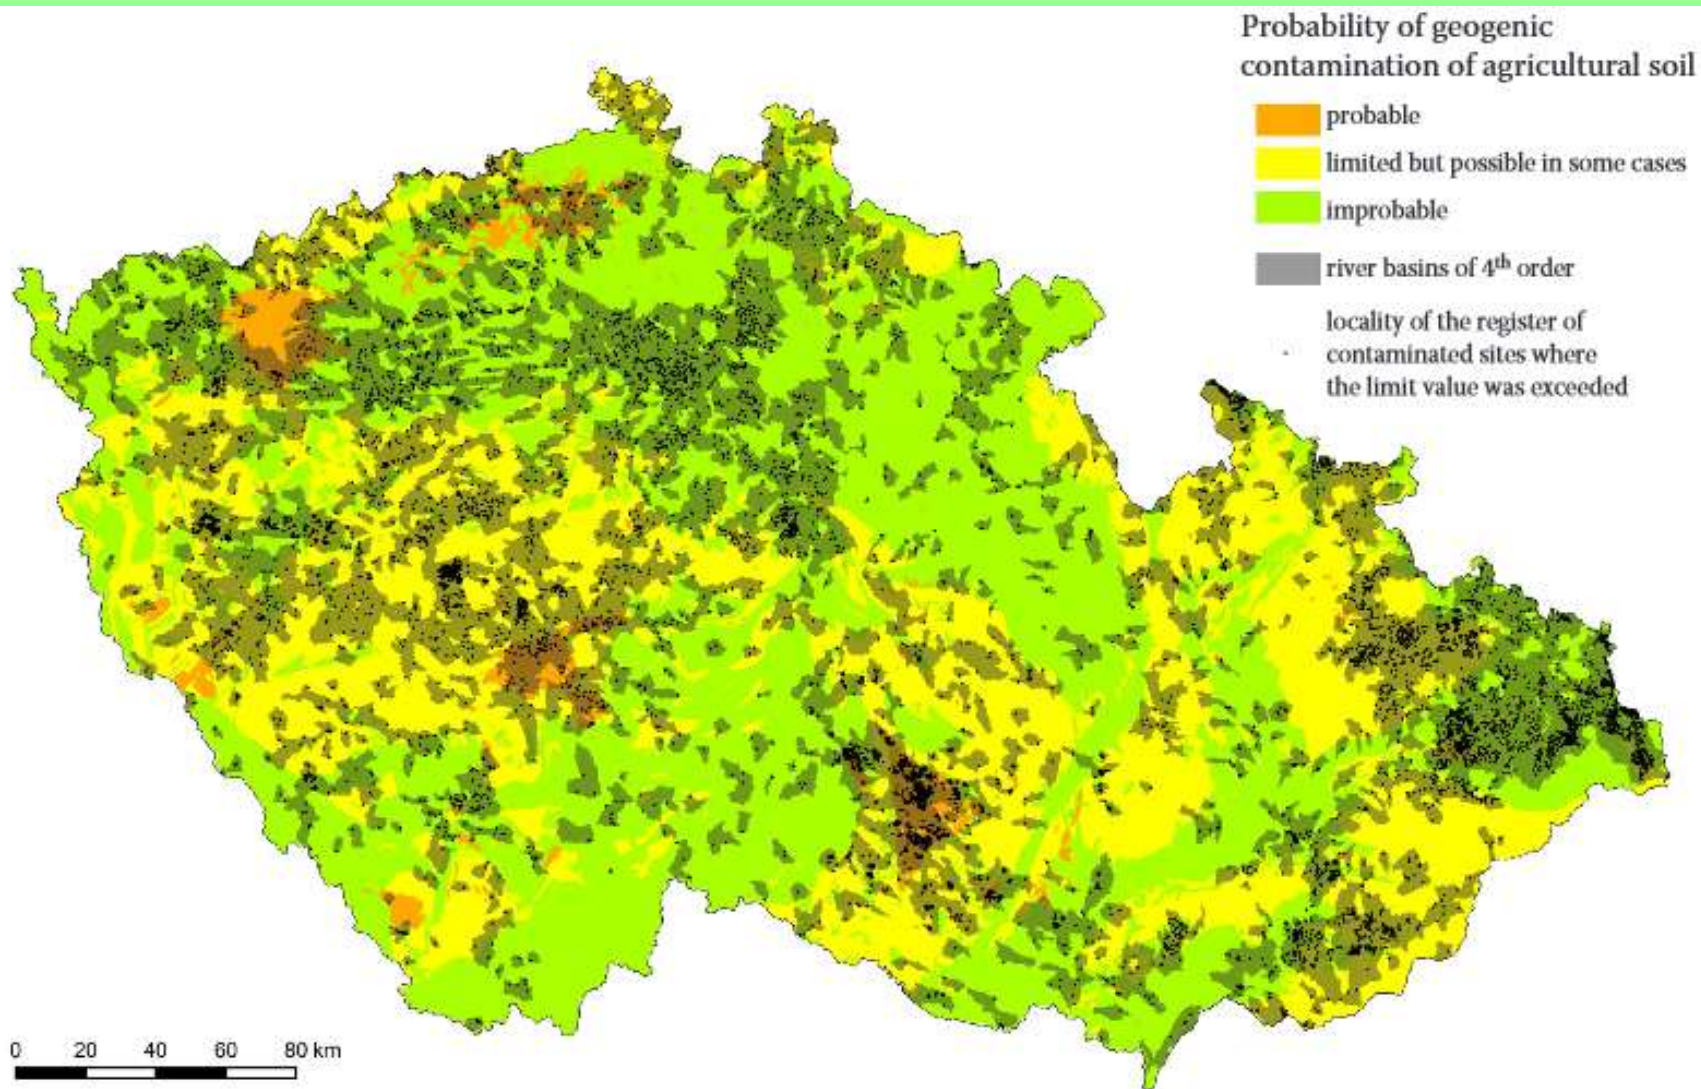 Probability of geogenic
contamination of agricultural soil
probable
limited but possible in some cases
improbable
river basins of 4th order
locality of the register of
contaminated sites where
the limit value was exceeded
0 20 40 60 80 km